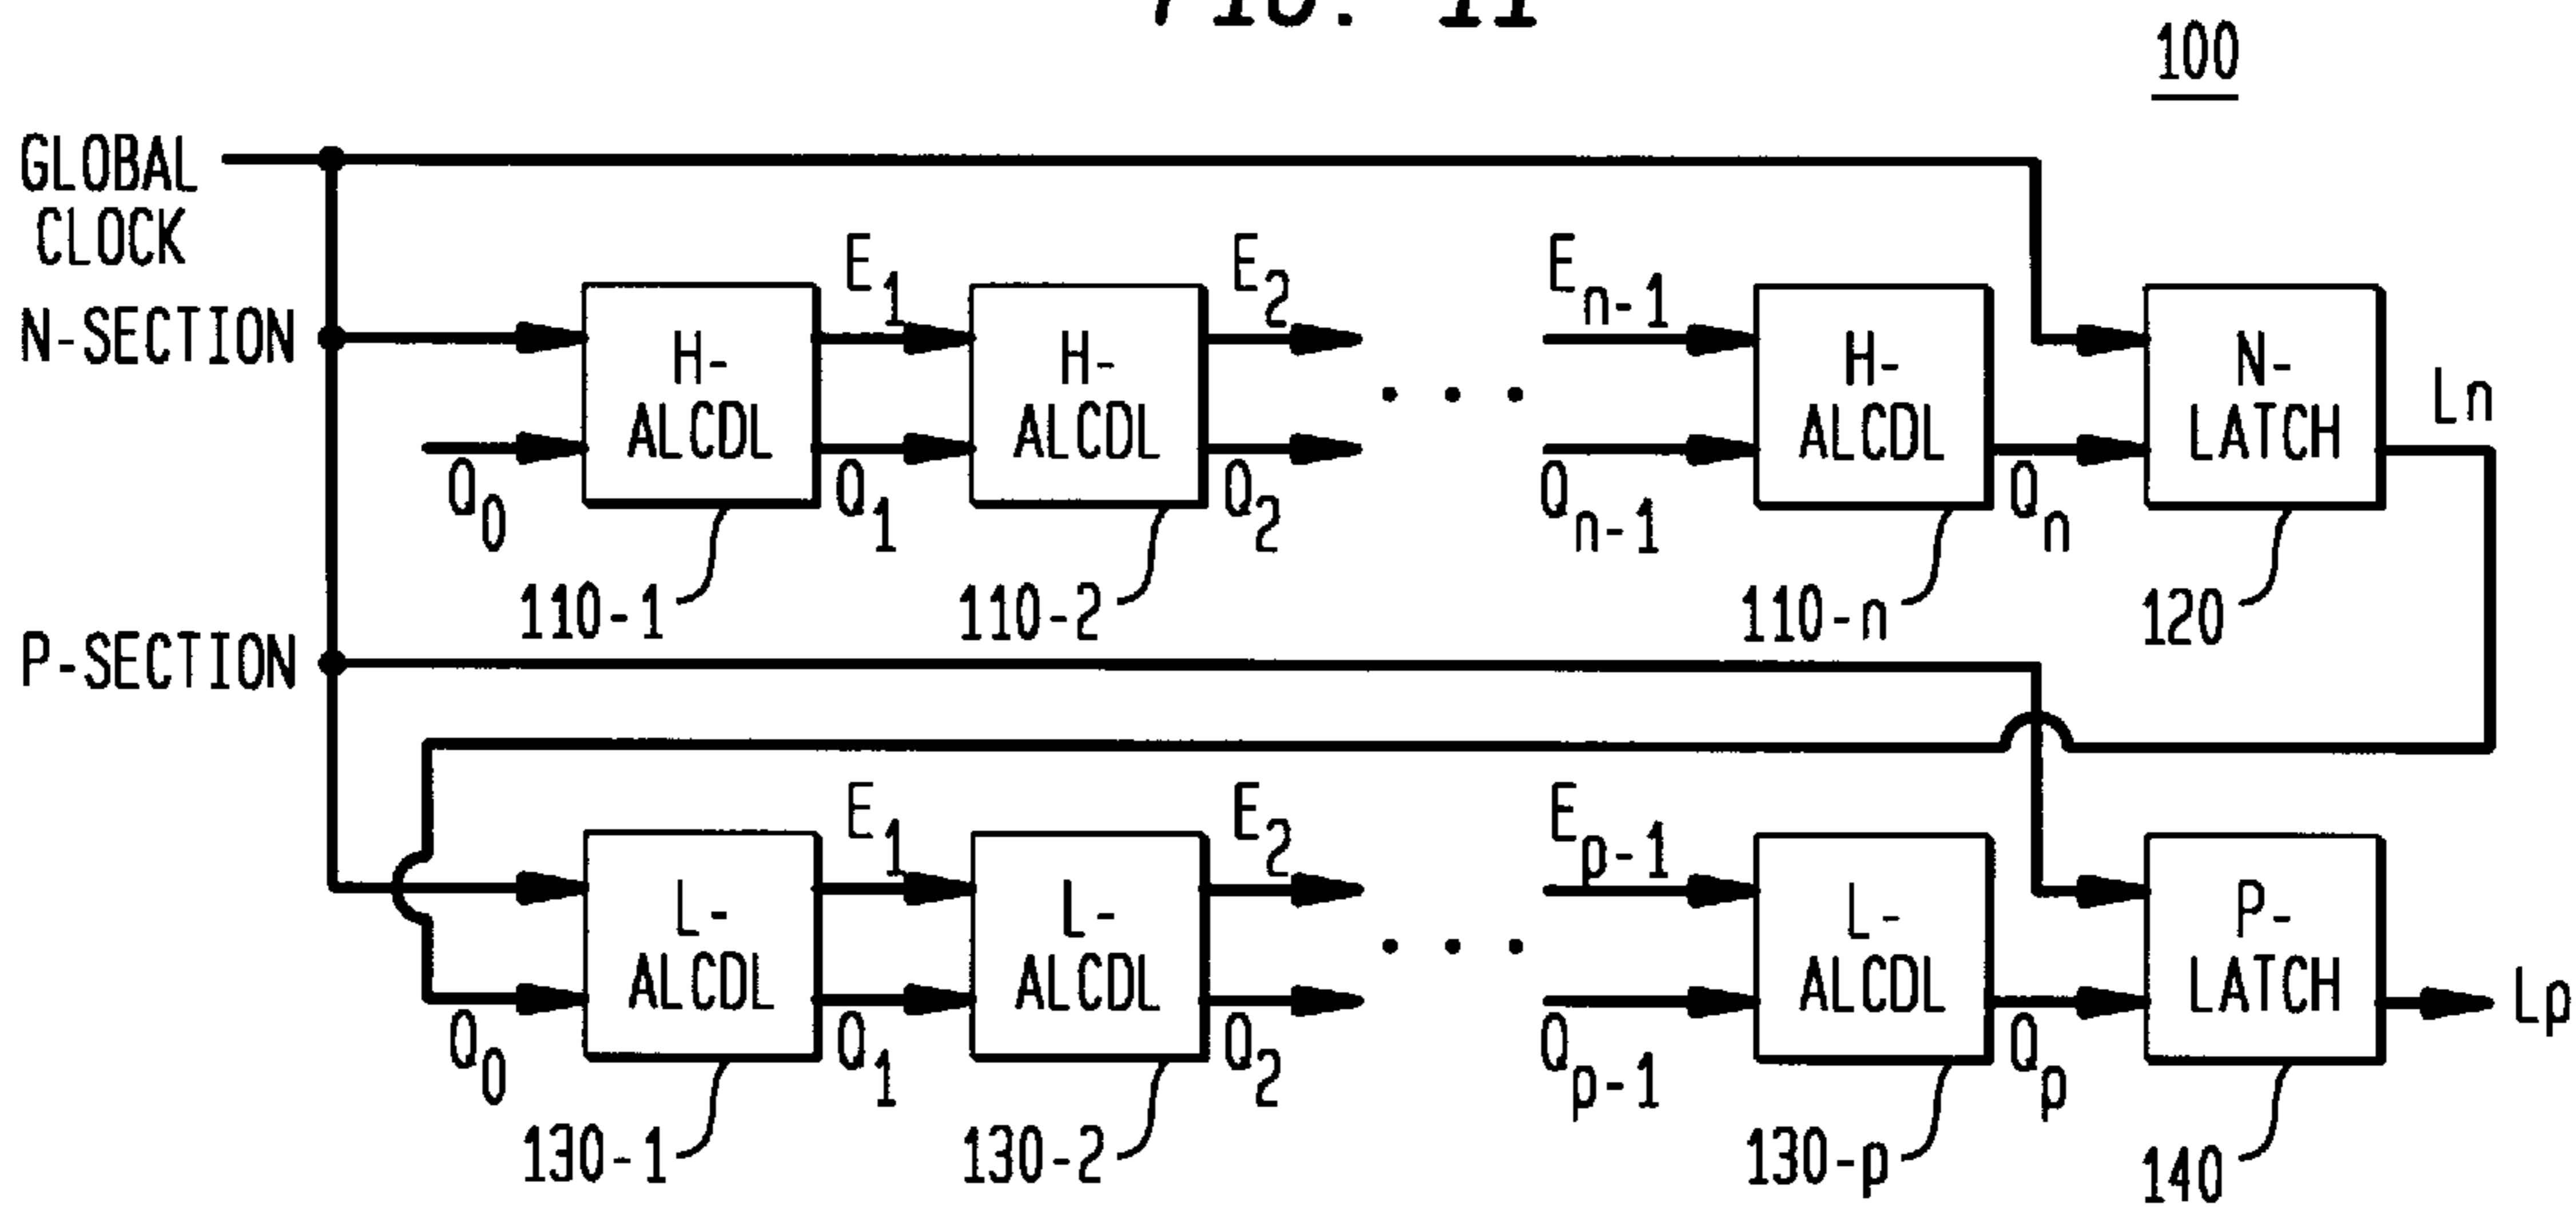 FIG. 11
100
GLOBAL
CLOCK
N-SECTION
E1
E2
En-1
H-
ALCDL
H-
ALCDL
H-
ALCDL
N-
LATCH
Ln
Q0
Q1
Q2
Qn-1
Qn
110-1
110-2
110-n
120
P-SECTION
E1
E2
Ep-1
L-
ALCDL
L-
ALCDL
L-
ALCDL
P-
LATCH
Lp
Q0
Q1
Q2
Qp-1
Qp
130-1
130-2
130-p
140